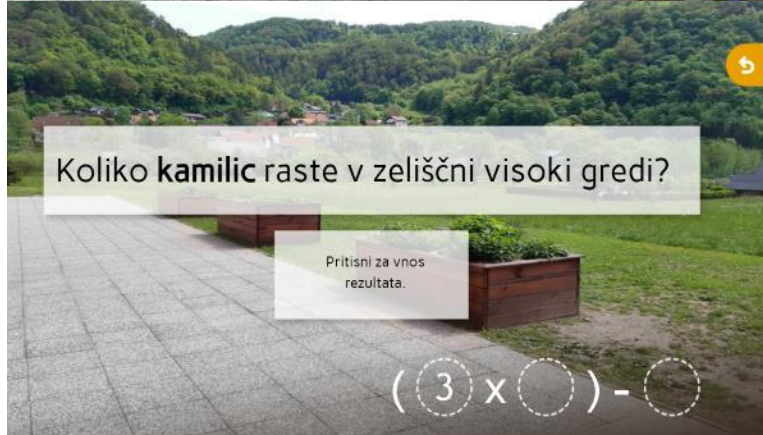 Koliko kamilic raste v zeliščni visoki gredi?
Pritisni za vnos
rezultata.
( 3 x ) -